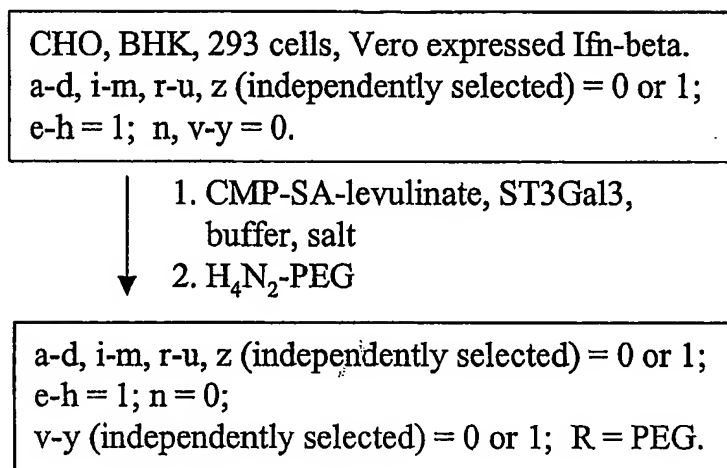 CHO, BHK, 293 cells, Vero expressed Ifn-beta.
a-d, i-m, r-u, z (independently selected) = 0 or 1;
e-h = 1; n, v-y = 0.
1. CMP-SA-levulinate, ST3Gal3,
buffer, salt
2. H₄N₂-PEG
a-d, i-m, r-u, z (independently selected) = 0 or 1;
e-h = 1; n = 0;
v-y (independently selected) = 0 or 1; R = PEG.